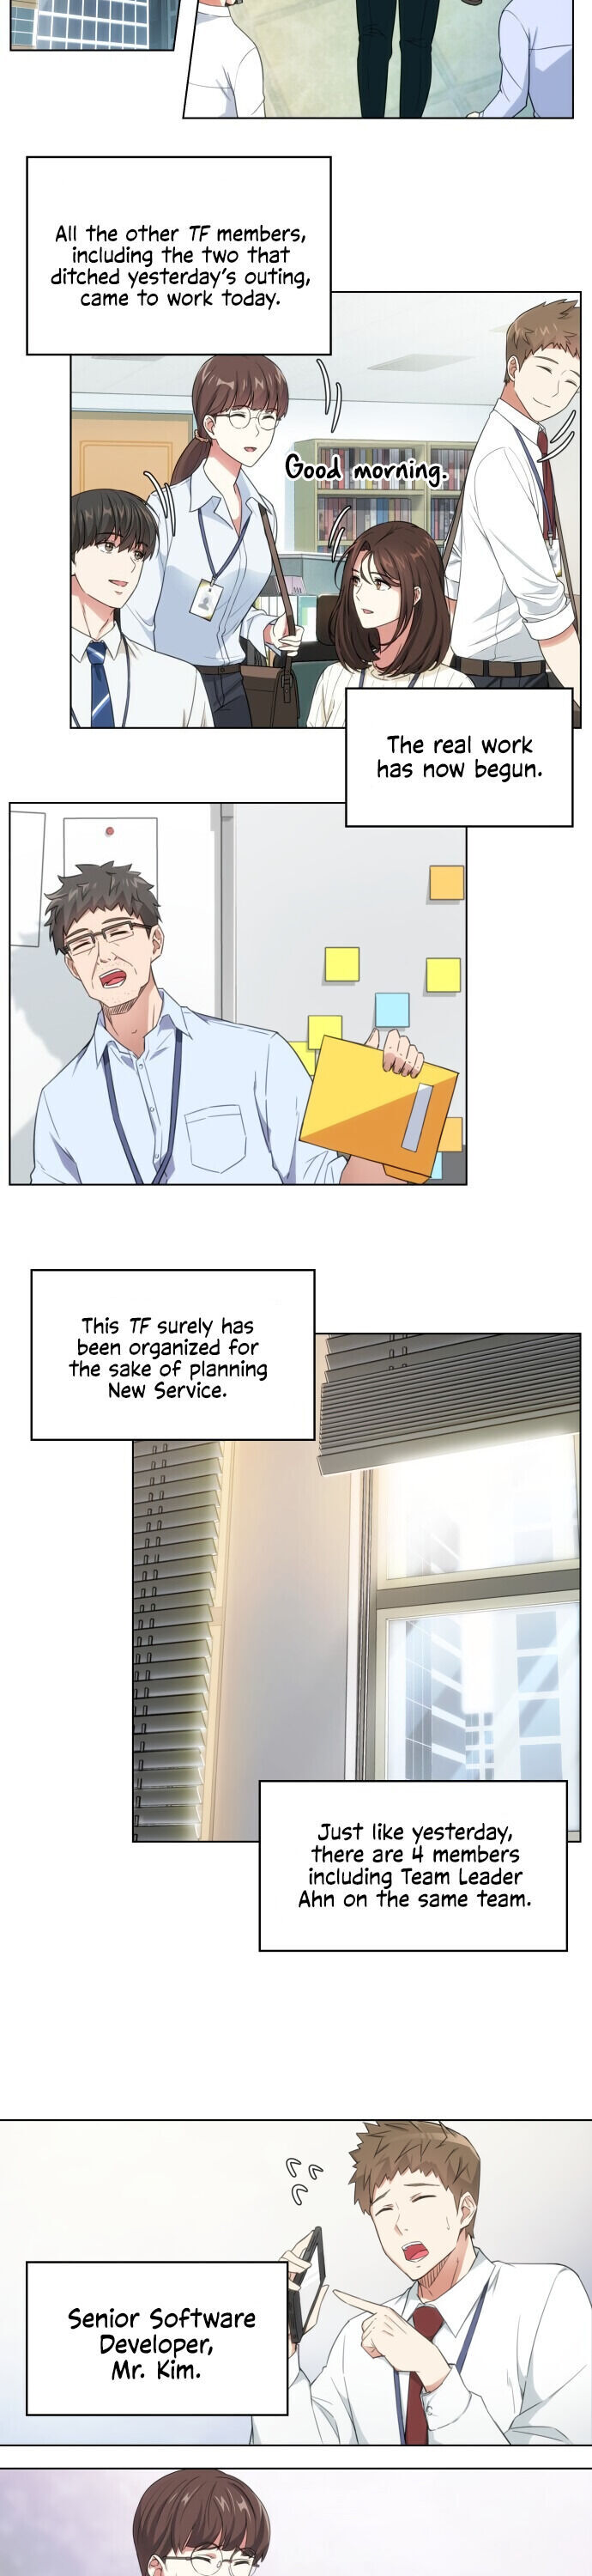 All the other TF members,
including the two that
ditched yesterday's outing,
came to work today.
Good morning.
The real work
has now begun.
This TF surely has
been organized for
the sake of planning
New Service.
Just like yesterday,
there are 4 members
including Team Leader
Ahn on the same team.
Senior Software
Developer,
Mr. Kim.